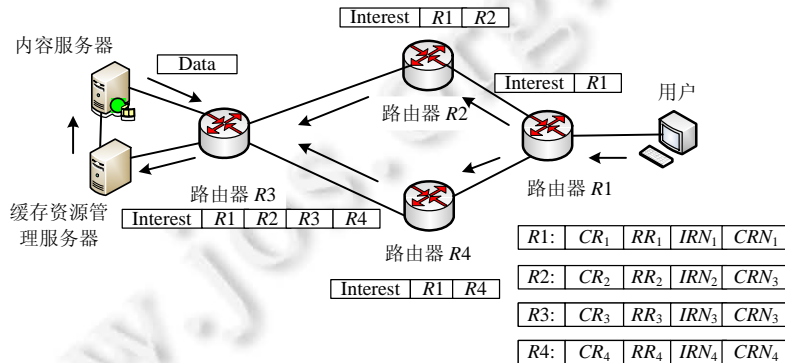 Interest R1 R2
内容服务器
Data
Interest R1
用户
路由器 R2
路由器 R3
路由器 R1
缓存资源管
理服务器
Interest R1 R2 R3 R4
路由器 R4
Interest R1 R4
R1: CR1 RR1 IRN1 CRN1
R2: CR2 RR2 IRN2 CRN3
R3: CR3 RR3 IRN3 CRN3
R4: CR4 RR4 IRN4 CRN4